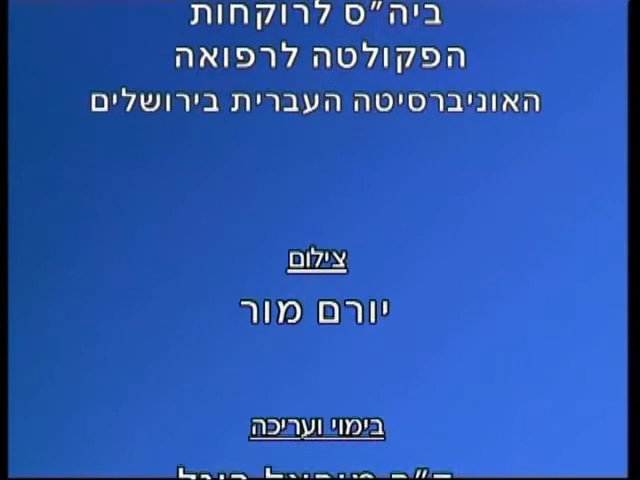 ביה״ס לרוקחות
הפקולטה לרפואה
האוניברסיטה העברית בירושלים
צילום
יורם מור
בימוי ועריכה